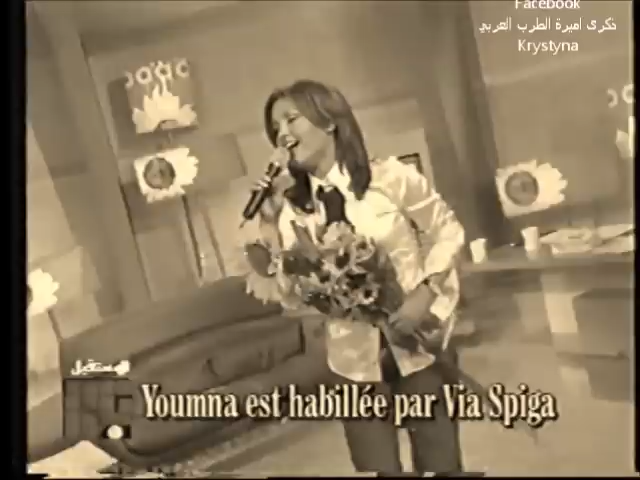 Facebook
ذكرى اميرة الطرب العربي
Krystyna
المستقبل
Youmna est habillée par Via Spiga